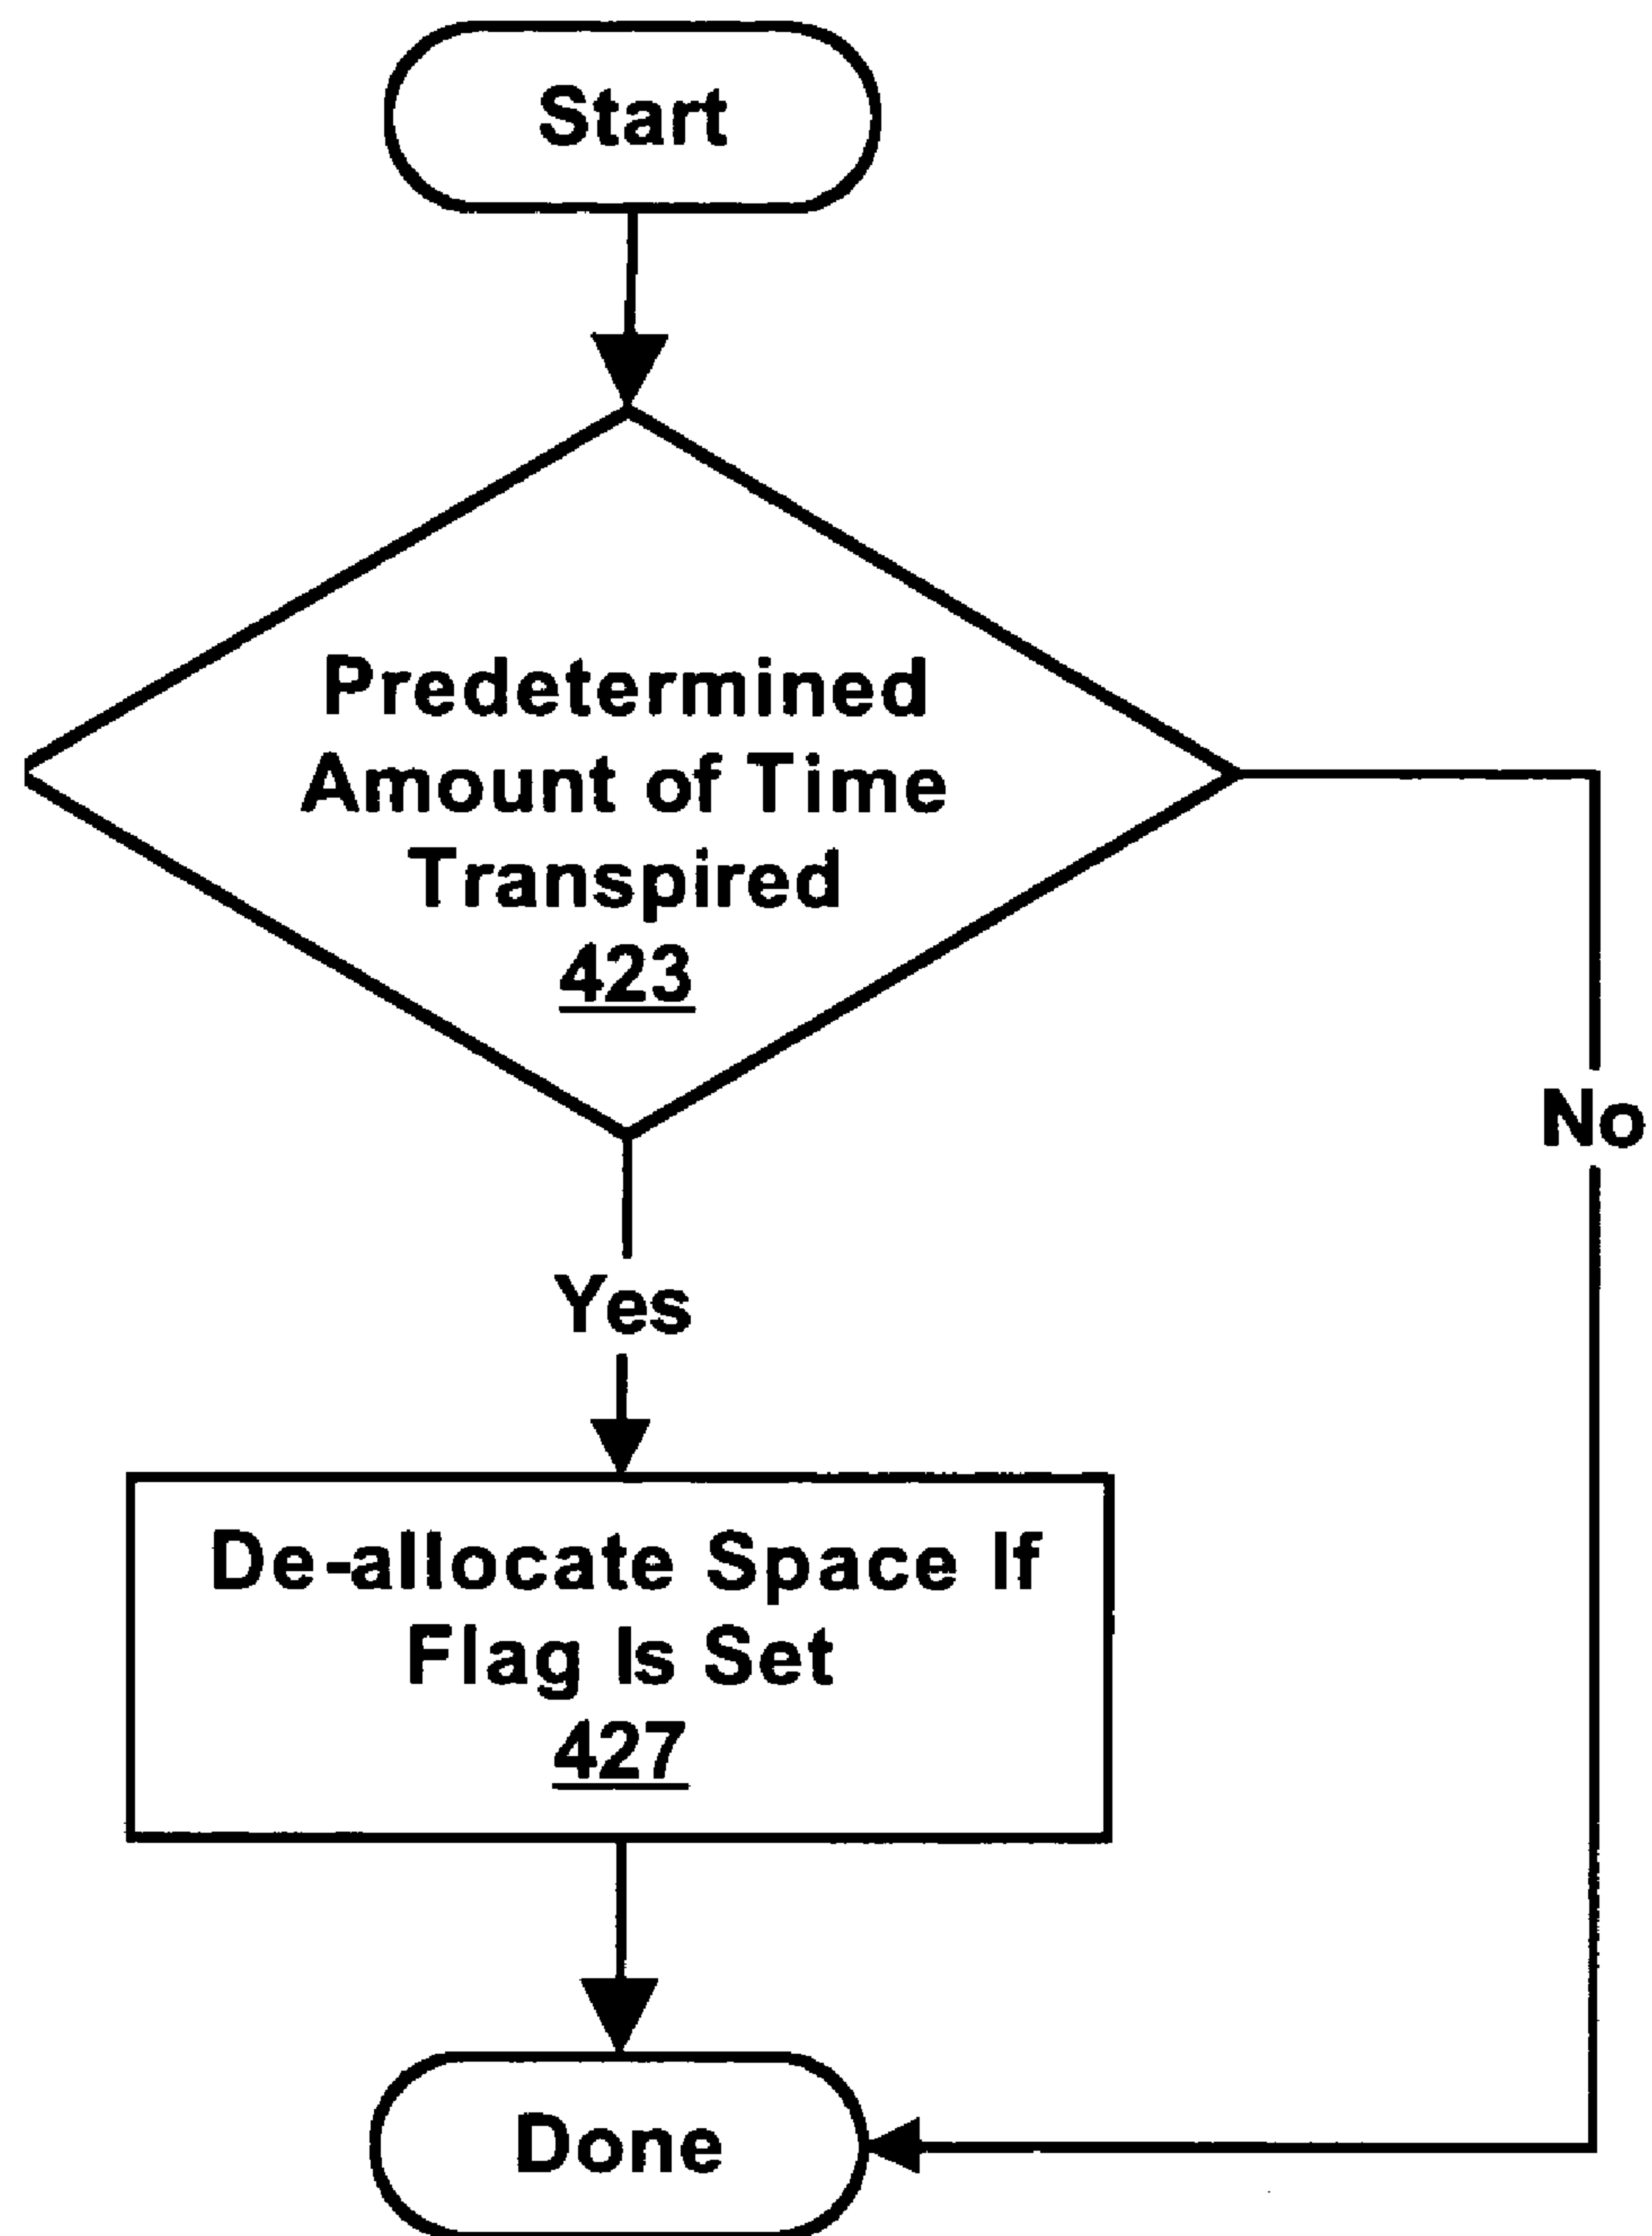 Start
Predetermined
Amount of Time
Transpired
423
No
Yes
De-allocate Space If
Flag Is Set
427
Done